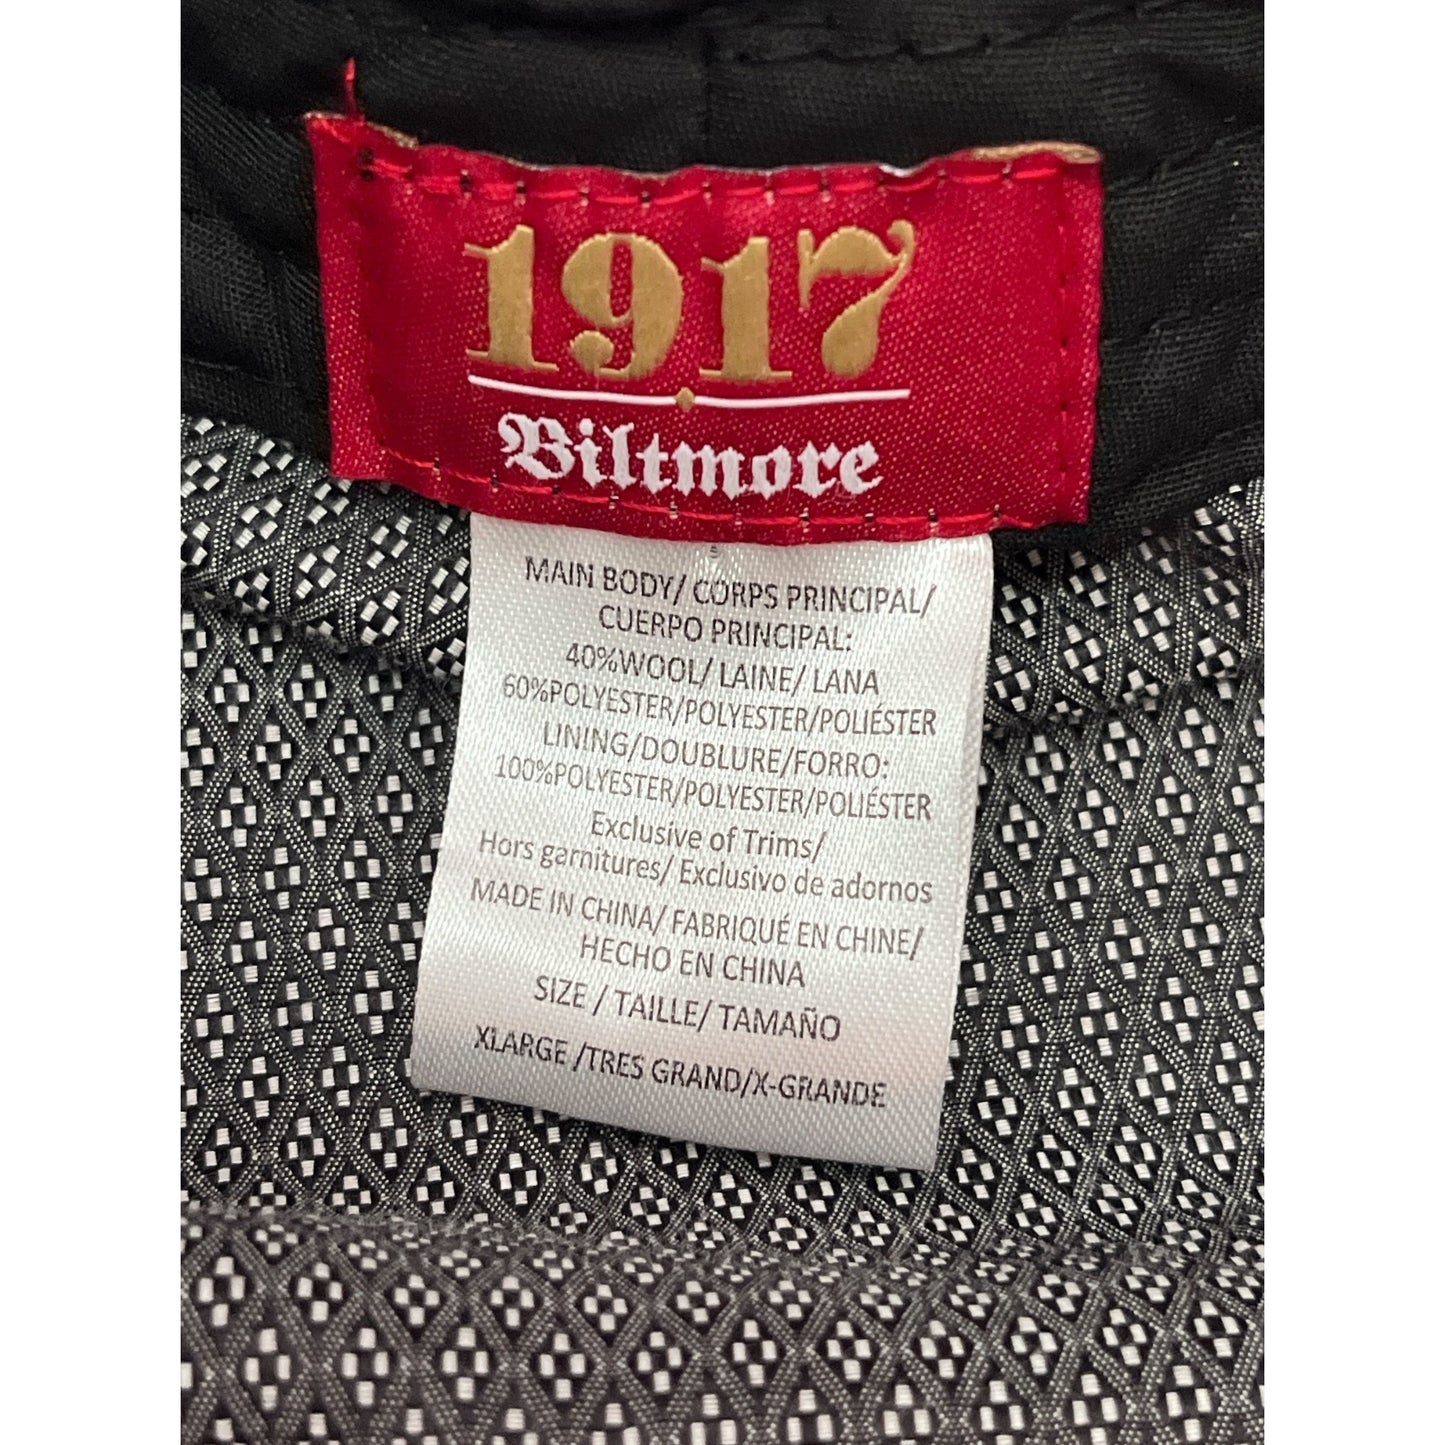 1917
Biltmore
MAIN BODY/ CORPS PRINCIPAL/
CUERPO PRINCIPAL:
40%WOOL/ LAINE/ LANA
60%POLYESTER/POLYESTER/POLIÉSTER
LINING/DOUBLURE/FORRO:
100%POLYESTER/POLYESTER/POLIÉSTER
Exclusive of Trims/
Hors garnitures/ Exclusivo de adornos
MADE IN CHINA/ FABRIQUÉ EN CHINE/
HECHO EN CHINA
SIZE / TAILLE/ TAMAÑO
XLARGE /TRES GRAND/X-GRANDE